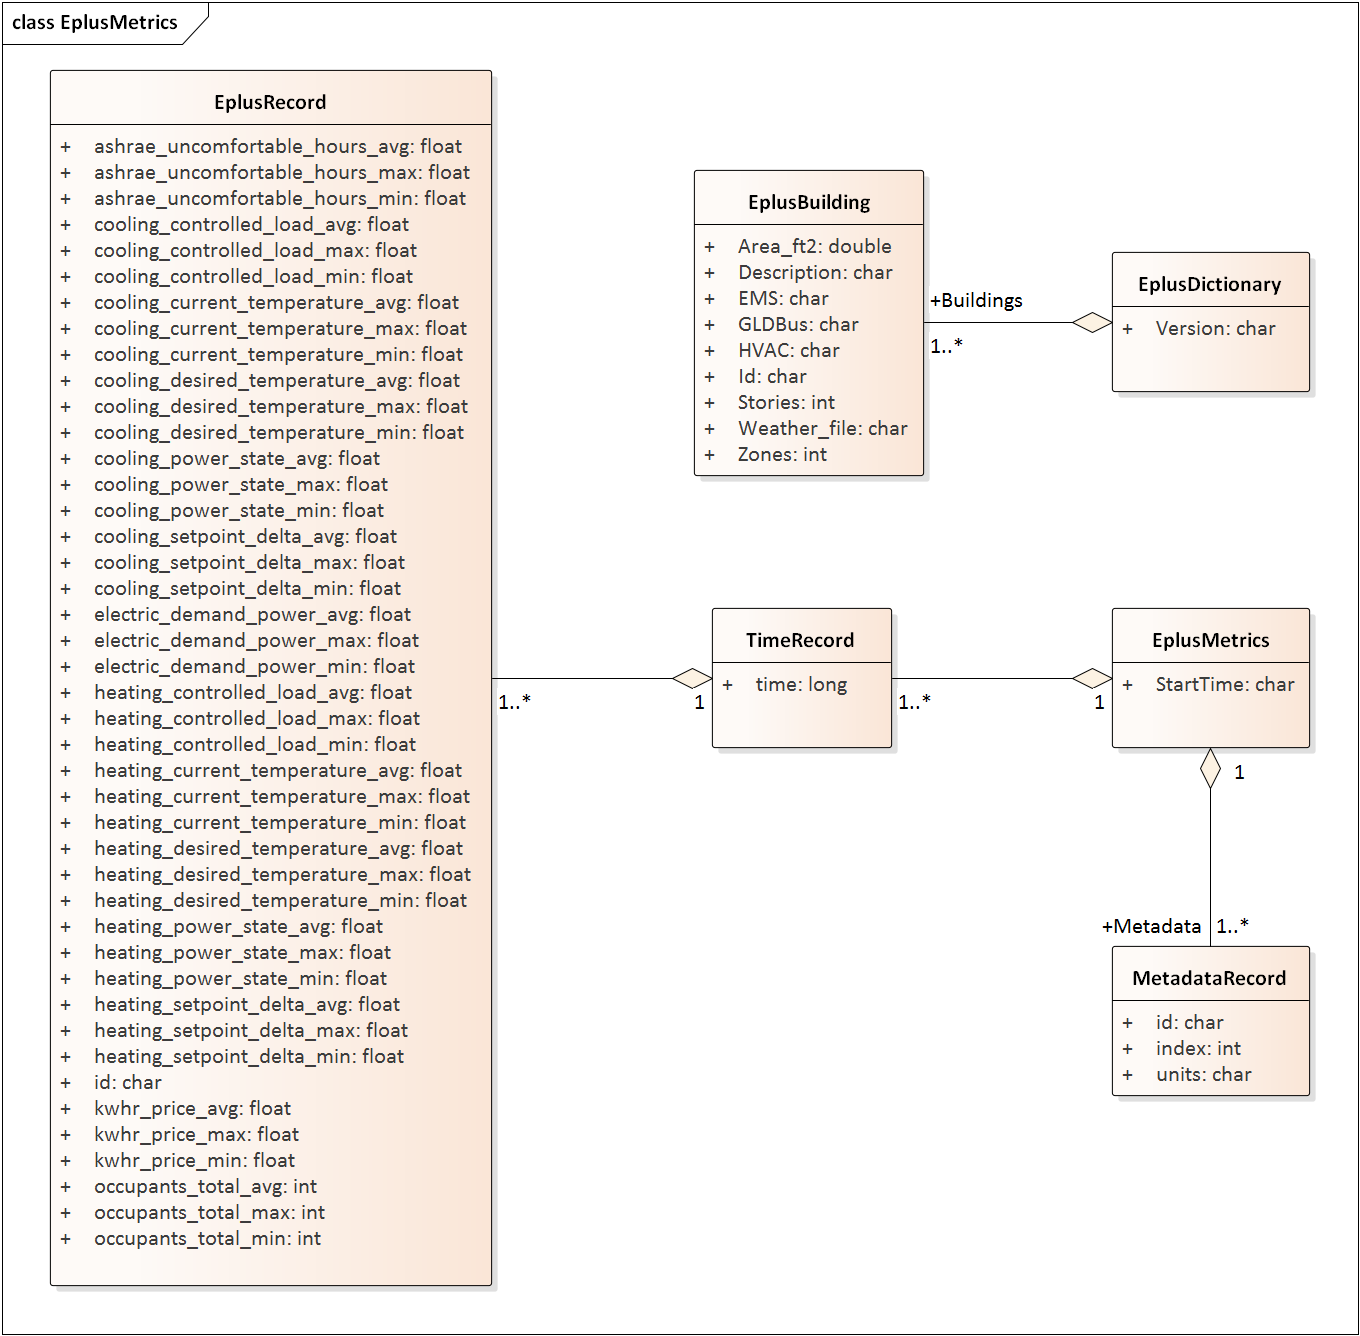 class EplusMetrics
EplusRecord
+ ashrae_uncomfortable_hours_avg: float
+ ashrae_uncomfortable_hours_max: float
+ ashrae_uncomfortable_hours_min: float
+ cooling_controlled_load_avg: float
+ cooling_controlled_load_max: float
+ cooling_controlled_load_min: float
+ cooling_current_temperature_avg: float
+ cooling_current_temperature_max: float
+ cooling_current_temperature_min: float
+ cooling_desired_temperature_avg: float
+ cooling_desired_temperature_max: float
+ cooling_desired_temperature_min: float
+ cooling_power_state_avg: float
+ cooling_power_state_max: float
+ cooling_power_state_min: float
+ cooling_setpoint_delta_avg: float
+ cooling_setpoint_delta_max: float
+ cooling_setpoint_delta_min: float
+ electric_demand_power_avg: float
+ electric_demand_power_max: float
+ electric_demand_power_min: float
+ heating_controlled_load_avg: float
+ heating_controlled_load_max: float
+ heating_controlled_load_min: float
+ heating_current_temperature_avg: float
+ heating_current_temperature_max: float
+ heating_current_temperature_min: float
+ heating_desired_temperature_avg: float
+ heating_desired_temperature_max: float
+ heating_desired_temperature_min: float
+ heating_power_state_avg: float
+ heating_power_state_max: float
+ heating_power_state_min: float
+ heating_setpoint_delta_avg: float
+ heating_setpoint_delta_max: float
+ heating_setpoint_delta_min: float
+ id: char
+ kwhr_price_avg: float
+ kwhr_price_max: float
+ kwhr_price_min: float
+ occupants_total_avg: int
+ occupants_total_max: int
+ occupants_total_min: int
EplusBuilding
+ Area_ft2: double
+ Description: char
+ EMS: char
+ GLDBus: char
+ HVAC: char
+ Id: char
+ Stories: int
+ Weather_file: char
+ Zones: int
+Buildings
1..*
EplusDictionary
+ Version: char
1..*
1
TimeRecord
+ time: long
1..*
1
EplusMetrics
+ StartTime: char
1
+Metadata 1..*
MetadataRecord
+ id: char
+ index: int
+ units: char